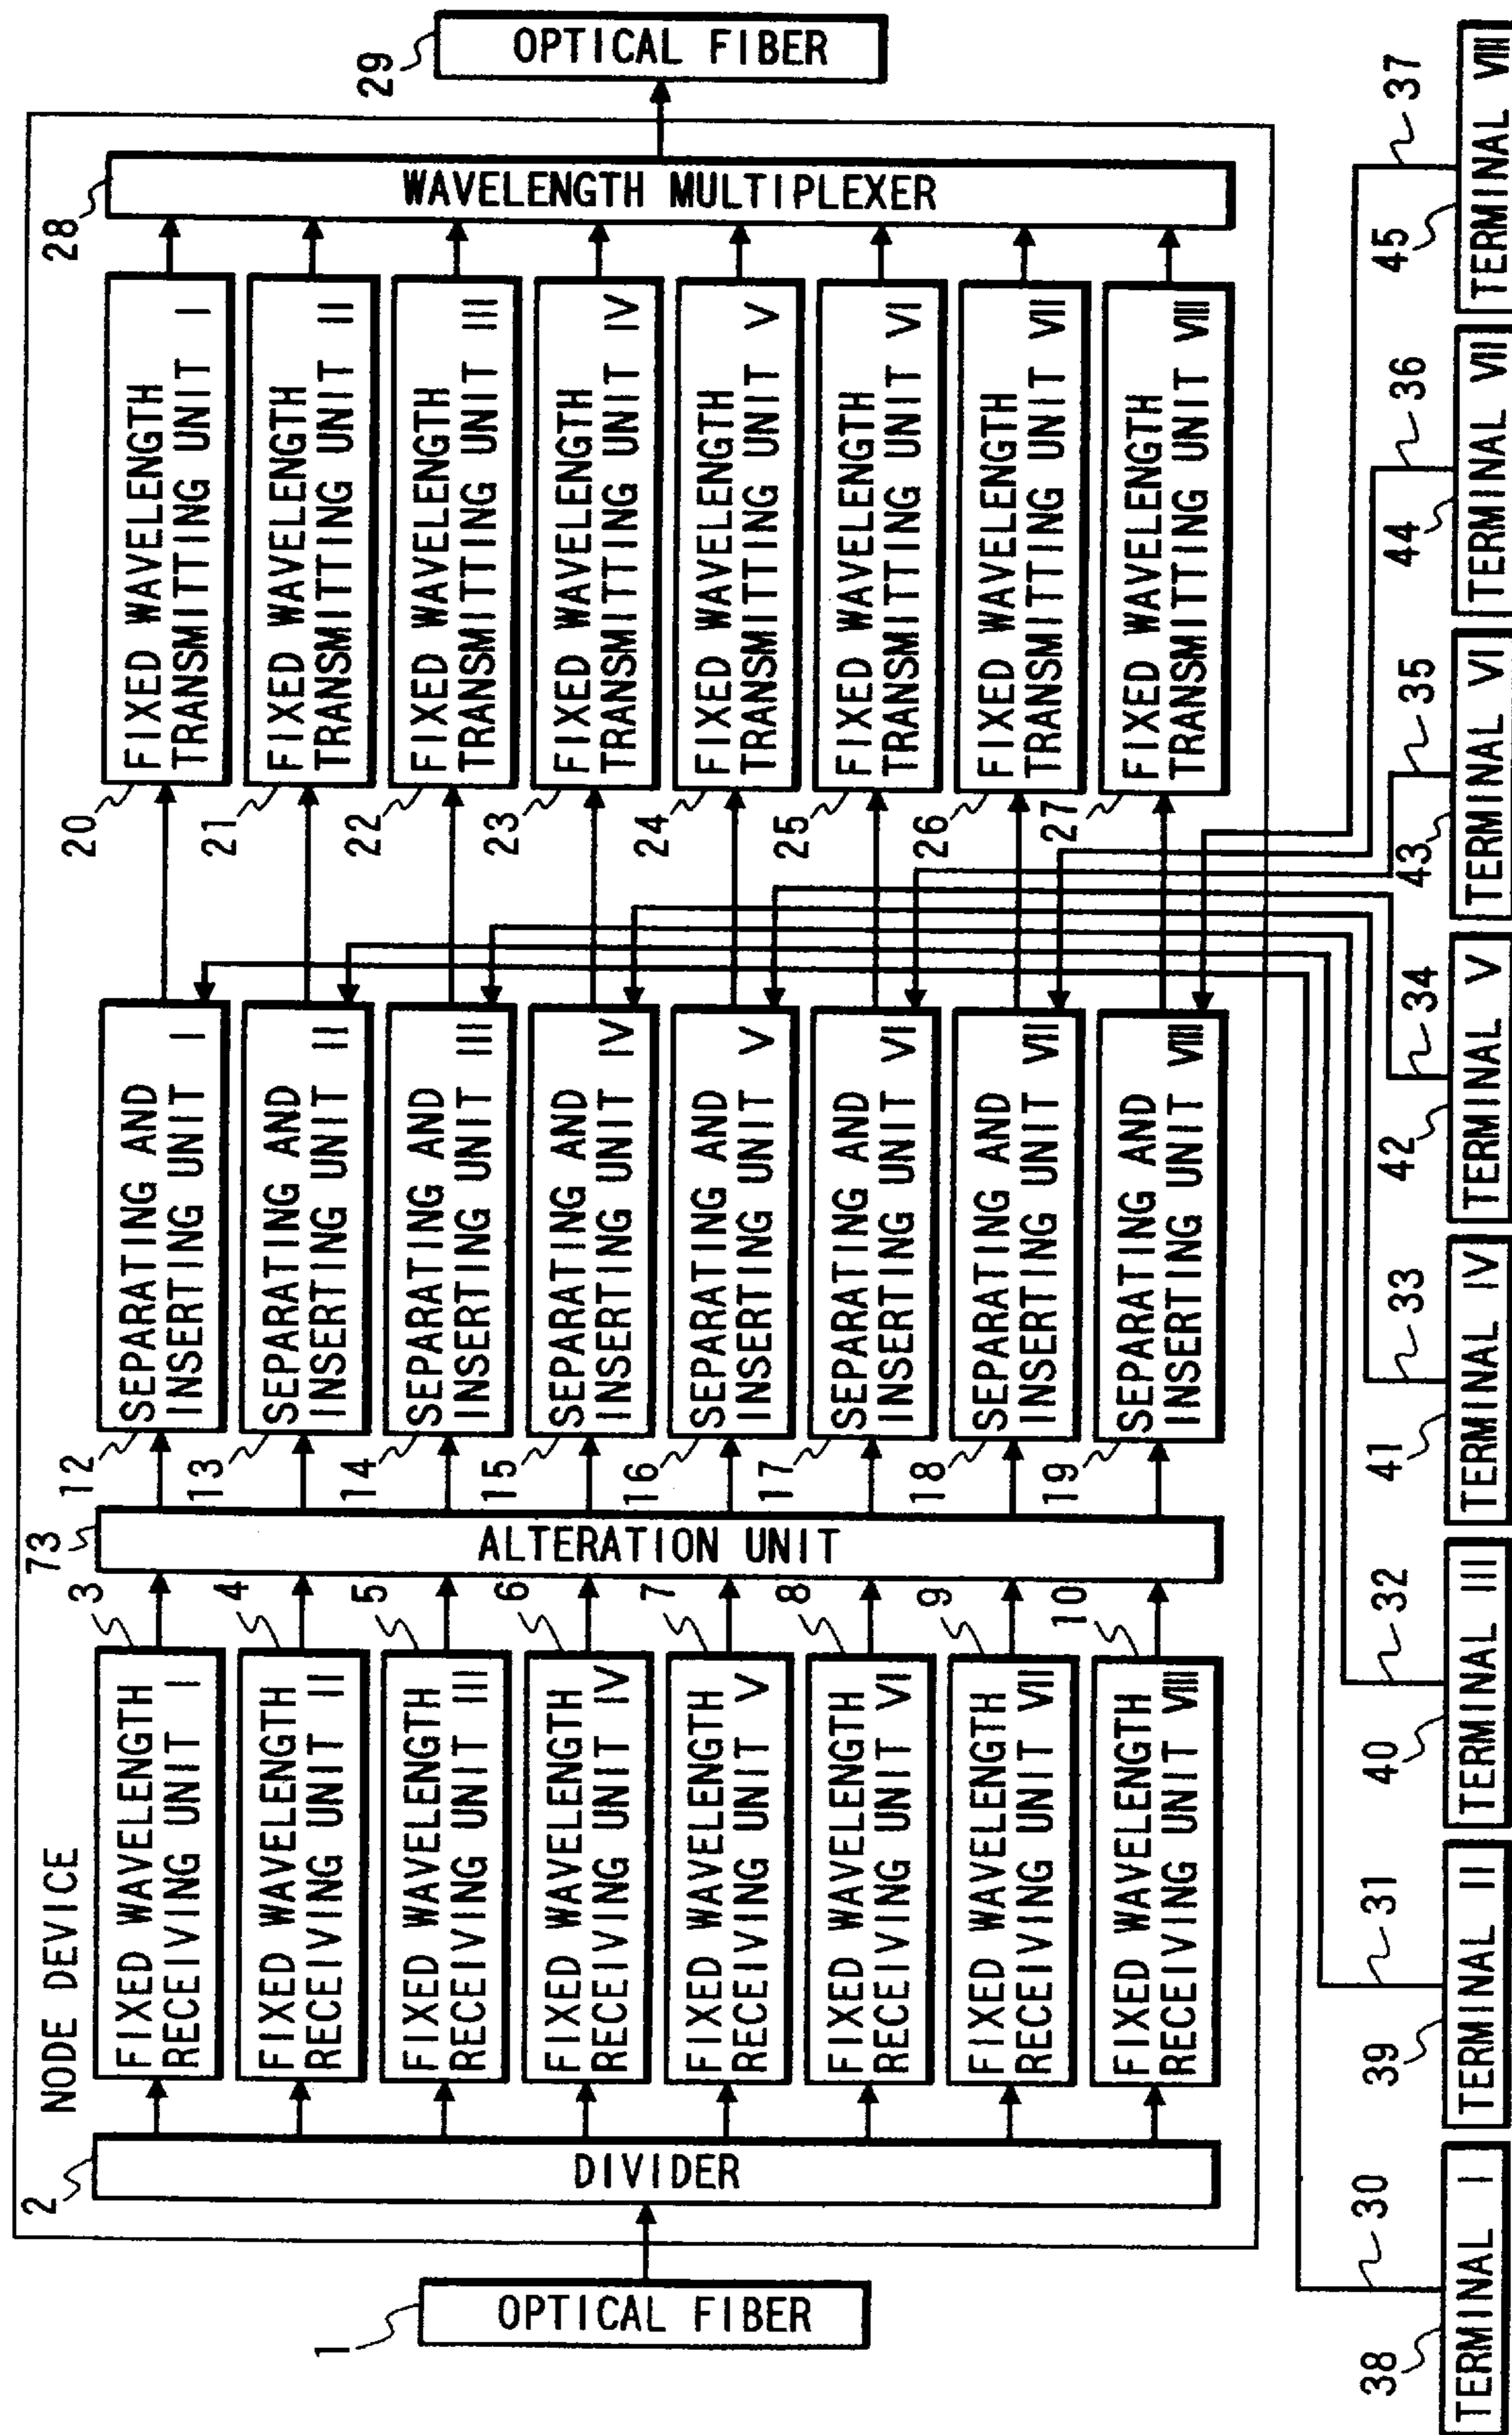 NODE DEVICE
1
OPTICAL FIBER
2
DIVIDER
3
FIXED WAVELENGTH
RECEIVING UNIT I
4
FIXED WAVELENGTH
RECEIVING UNIT II
5
FIXED WAVELENGTH
RECEIVING UNIT III
6
FIXED WAVELENGTH
RECEIVING UNIT IV
7
FIXED WAVELENGTH
RECEIVING UNIT V
8
FIXED WAVELENGTH
RECEIVING UNIT VI
9
FIXED WAVELENGTH
RECEIVING UNIT VII
10
FIXED WAVELENGTH
RECEIVING UNIT VIII
73
ALTERATION UNIT
12
SEPARATING AND
INSERTING UNIT I
13
SEPARATING AND
INSERTING UNIT II
14
SEPARATING AND
INSERTING UNIT III
15
SEPARATING AND
INSERTING UNIT IV
16
SEPARATING AND
INSERTING UNIT V
17
SEPARATING AND
INSERTING UNIT VI
18
SEPARATING AND
INSERTING UNIT VII
19
SEPARATING AND
INSERTING UNIT VIII
20
FIXED WAVELENGTH
TRANSMITTING UNIT I
21
FIXED WAVELENGTH
TRANSMITTING UNIT II
22
FIXED WAVELENGTH
TRANSMITTING UNIT III
23
FIXED WAVELENGTH
TRANSMITTING UNIT IV
24
FIXED WAVELENGTH
TRANSMITTING UNIT V
25
FIXED WAVELENGTH
TRANSMITTING UNIT VI
26
FIXED WAVELENGTH
TRANSMITTING UNIT VII
27
FIXED WAVELENGTH
TRANSMITTING UNIT VIII
28
WAVELENGTH MULTIPLEXER
29
OPTICAL FIBER
30
31
32
33
34
35
36
37
38
TERMINAL I
39
TERMINAL II
40
TERMINAL III
41
TERMINAL IV
42
TERMINAL V
43
TERMINAL VI
44
TERMINAL VII
45
TERMINAL VIII